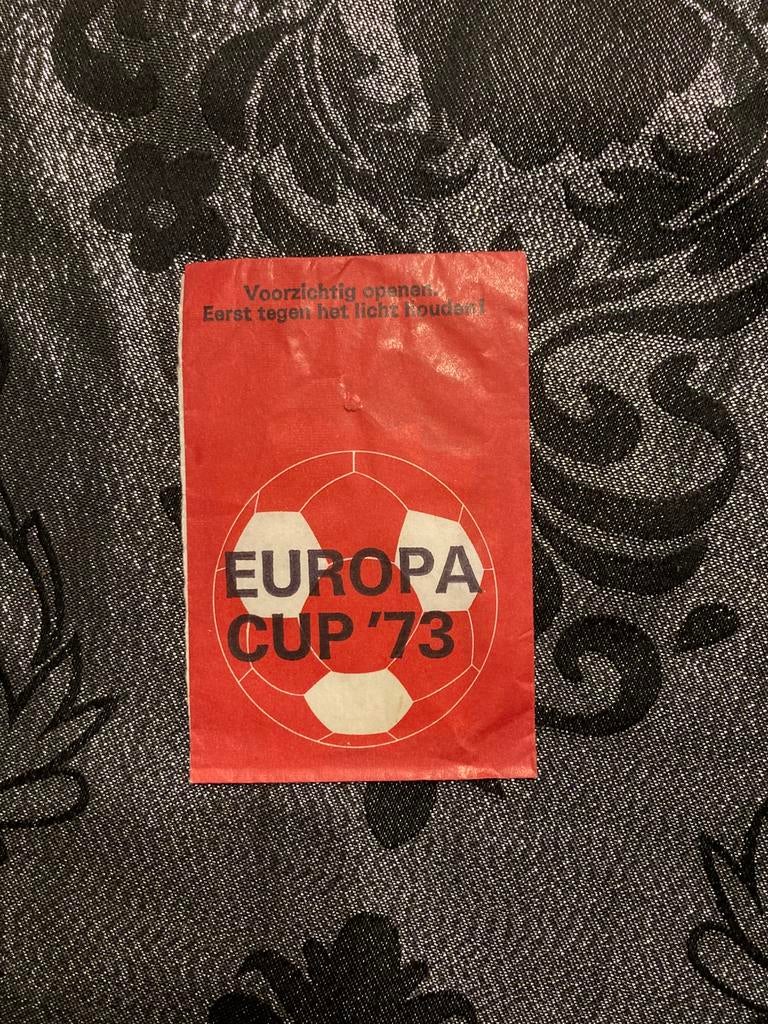 Voorzichtig openen.
Eerst tegen het licht houden!
EUROPA
CUP '73